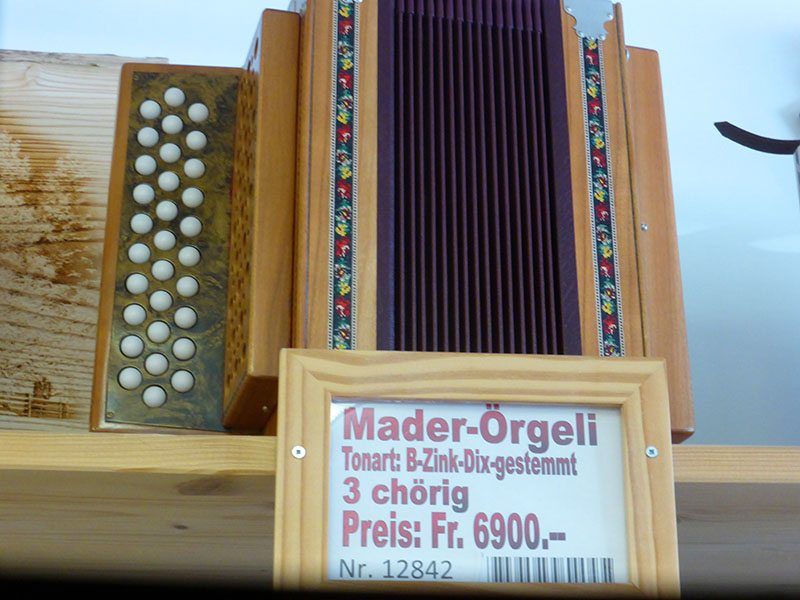 Mader-Örgeli
Tonart: B-Zink-Dix-gestemmt
3 chörig
Preis: Fr. 6900.--
Nr. 12842